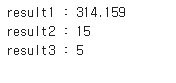 result1 : 314.159
result2 : 15
result3 : 5